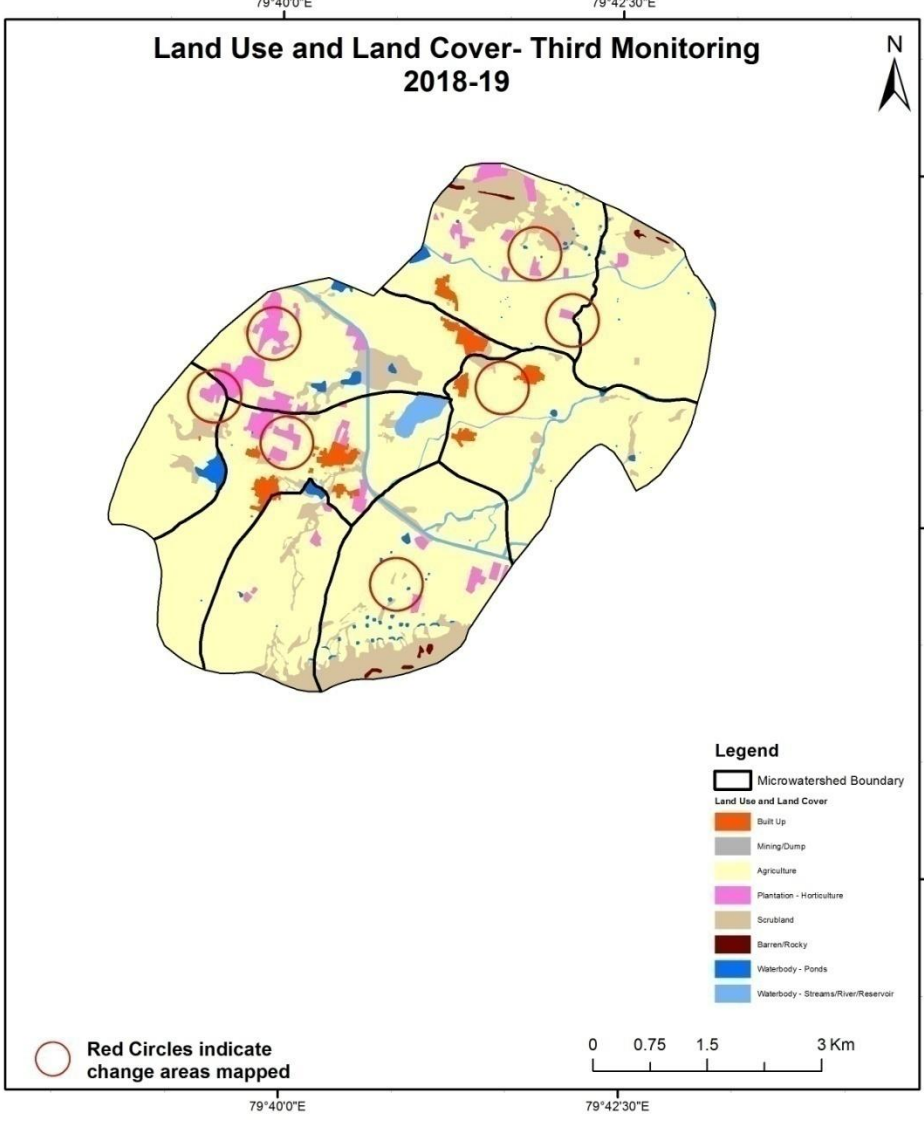 79°40'0"E 79°42'30"E
Land Use and Land Cover- Third Monitoring
2018-19
N
Legend
Microwatershed Boundary
Land Use and Land Cover
Built Up
Mining/Dump
Agriculture
Plantation - Horticulture
Scrubland
Barren/Rocky
Waterbody - Ponds
Waterbody - Streams/River/Reservoir
Red Circles indicate
change areas mapped
0 0.75 1.5 3 Km
79°40'0"E 79°42'30"E